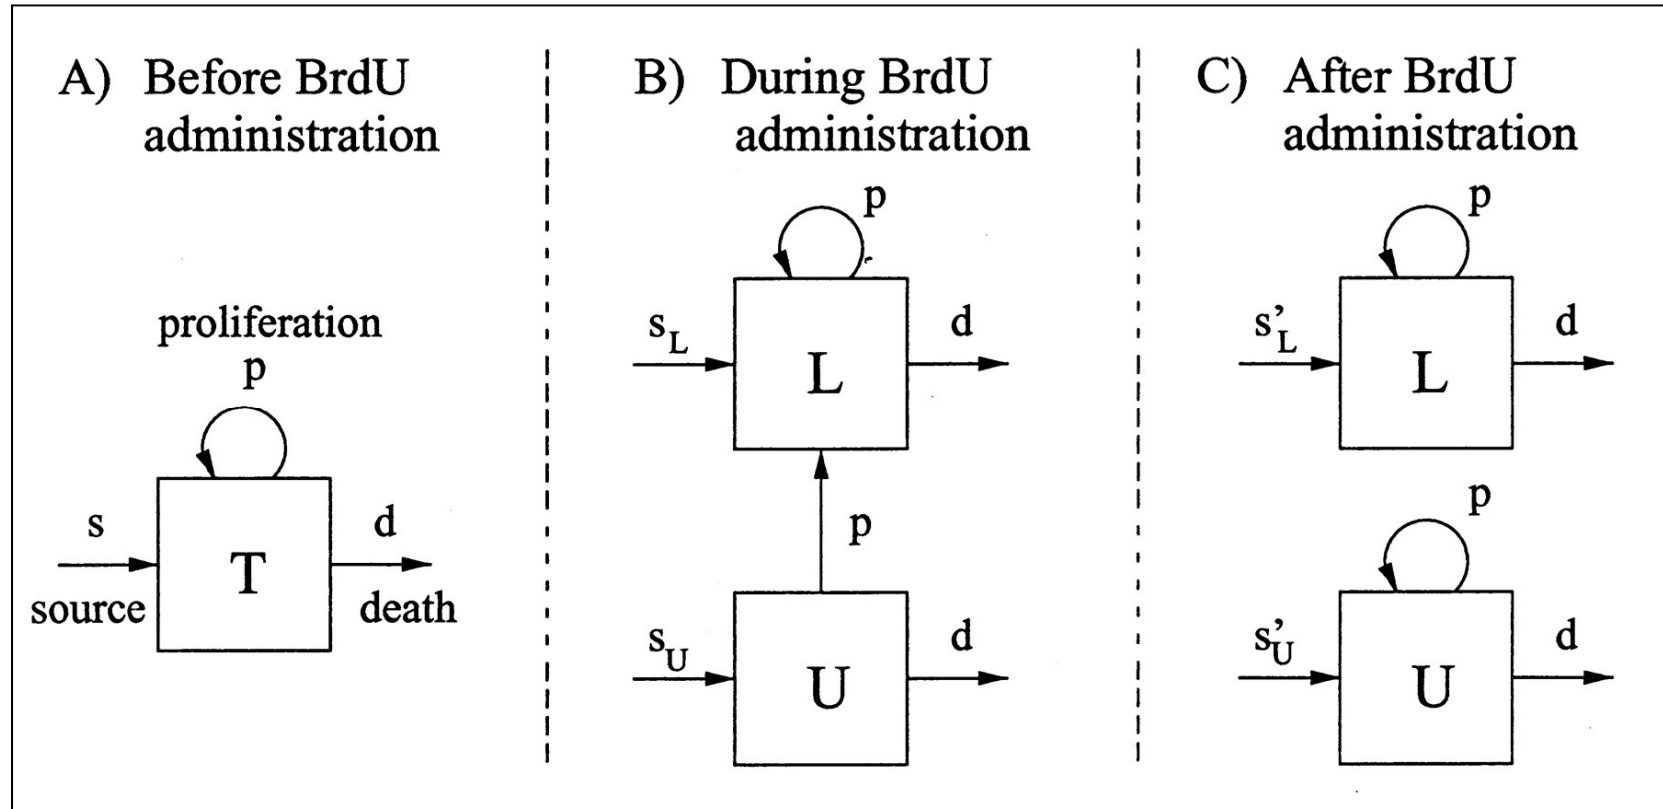 A) Before BrdU
administration
proliferation
p
s
d
T
source
death
B) During BrdU
administration
p
s_L
d
L
p
s_U
d
U
C) After BrdU
administration
p
s'_L
d
L
p
s'_U
d
U